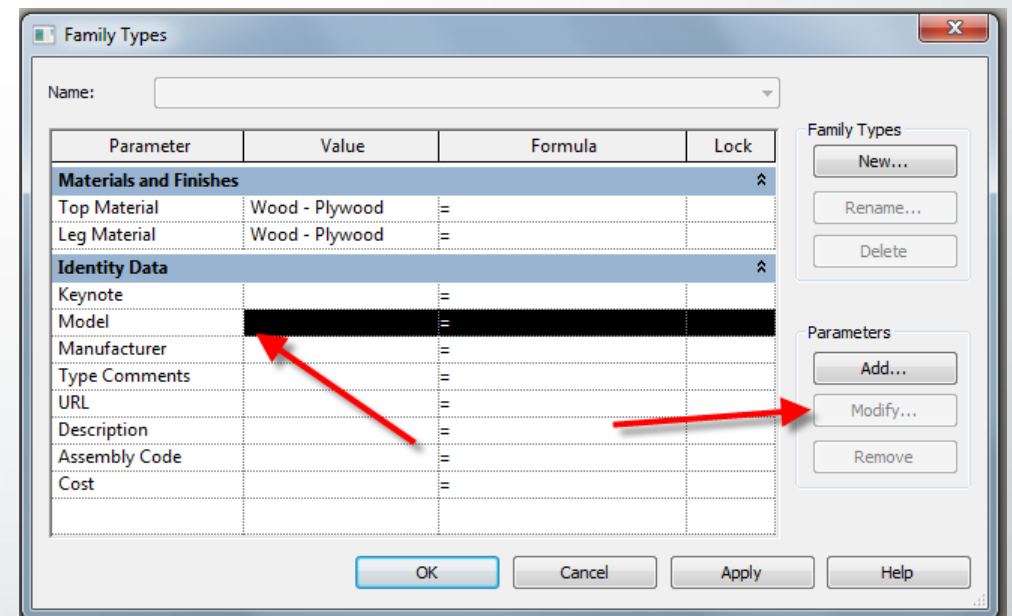 Family Types
Name:
Family Types
Parameter Value Formula Lock
New...
Materials and Finishes
Top Material Wood - Plywood =
Rename...
Leg Material Wood - Plywood =
Delete
Identity Data
Keynote =
Model =
Parameters
Manufacturer =
Add...
Type Comments =
URL =
Modify...
Description =
Assembly Code =
Remove
Cost =
OK Cancel Apply Help